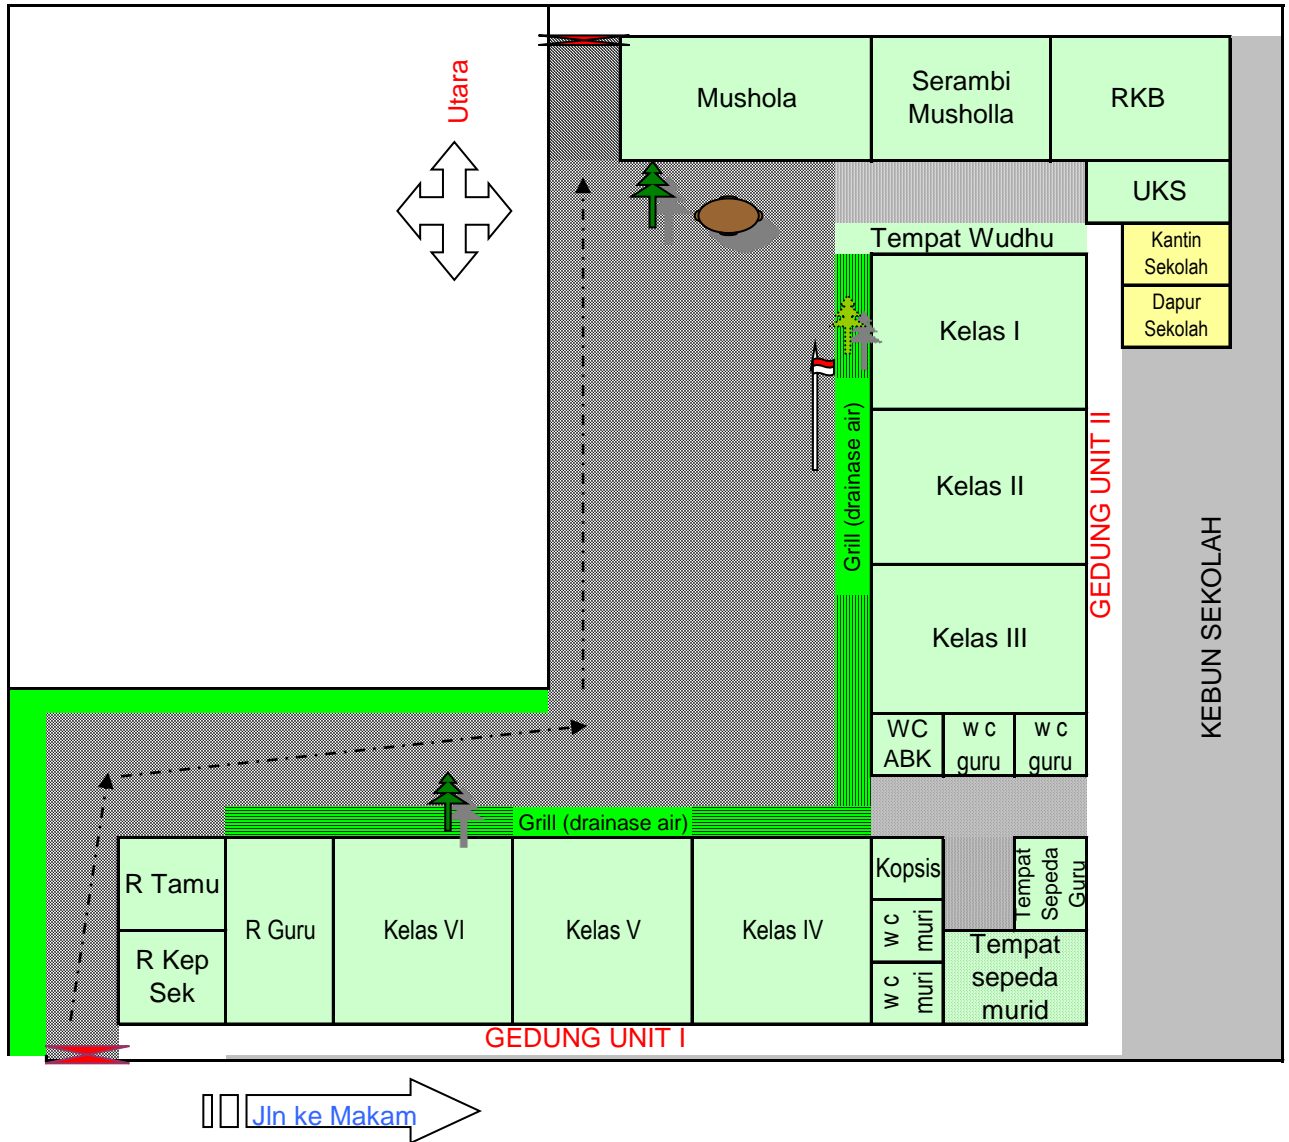 Utara
Mushola
Serambi
Musholla
RKB
UKS
Tempat Wudhu
Kantin
Sekolah
Dapur
Sekolah
Kelas I
Grill (drainase air)
Kelas II
GEDUNG UNIT II
Kelas III
KEBUN SEKOLAH
WC
ABK
w c
guru
w c
guru
Grill (drainase air)
R Tamu
R Kep
Sek
R Guru
Kelas VI
Kelas V
Kelas IV
Kopsis
w c
muri
w c
muri
Tempat
Sepeda
Guru
Tempat
sepeda
murid
GEDUNG UNIT I
Jln ke Makam